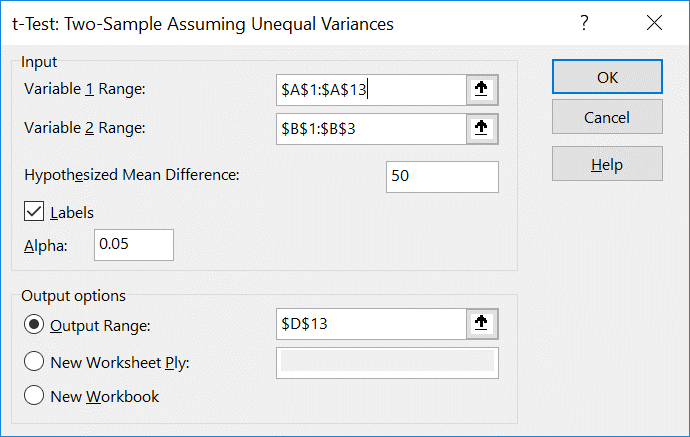 t-Test: Two-Sample Assuming Unequal Variances
?
Input
Variable 1 Range:
$A$1:$A$13
Variable 2 Range:
$B$1:$B$3
Hypothesized Mean Difference:
50
Labels
Alpha:
0.05
OK
Cancel
Help
Output options
Output Range:
$D$13
New Worksheet Ply:
New Workbook